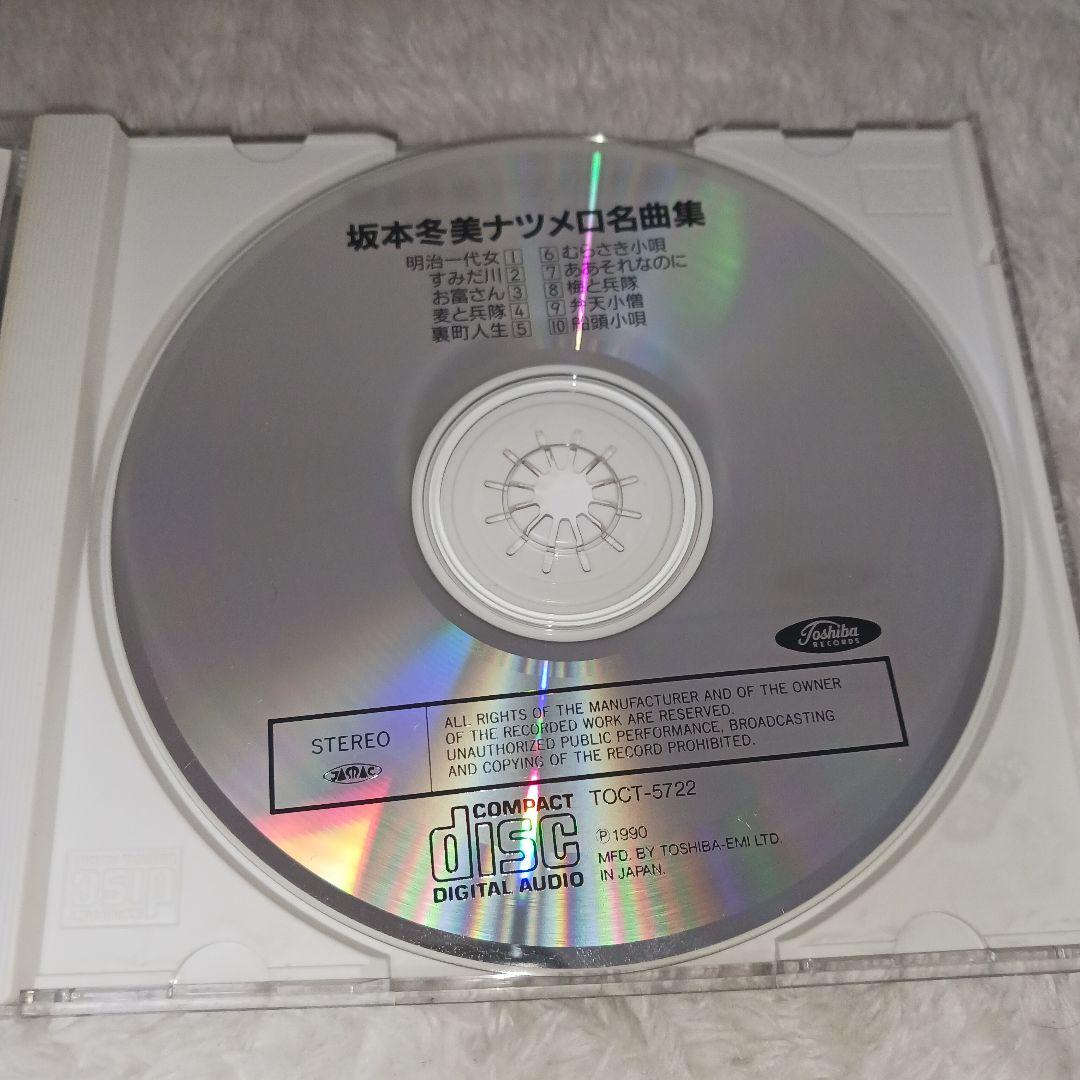 坂本冬美ナツメロ名曲集
明治一代女 1
すみだ川 2
お富さん 3
麦と兵隊 4
裏町人生 5
6 むらさき小唄
7 ああそれなのに
8 梅と兵隊
9 弁天小僧
10 船頭小唄
Toshiba
RECORDS
STEREO
JASRAC
ALL RIGHTS OF THE MANUFACTURER AND OF THE OWNER
OF THE RECORDED WORK ARE RESERVED.
UNAUTHORIZED PUBLIC PERFORMANCE, BROADCASTING
AND COPYING OF THE RECORD PROHIBITED.
COMPACT
disc
DIGITAL AUDIO
TOCT-5722
Ⓟ1990
MFD. BY TOSHIBA-EMI LTD.
IN JAPAN.